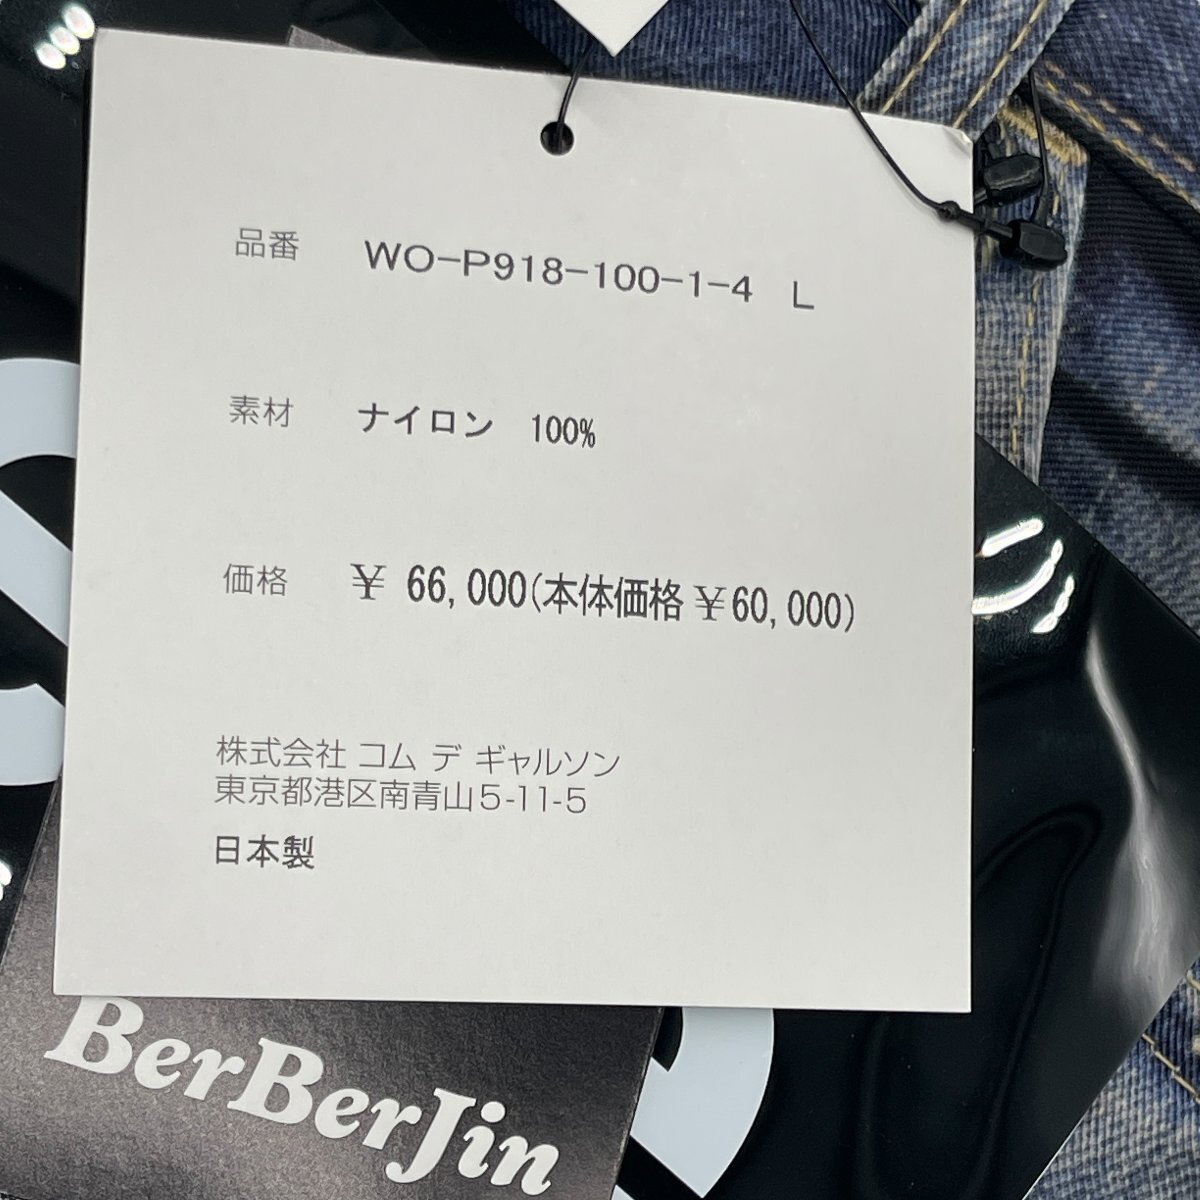 品番 WO-P918-100-1-4 L
素材 ナイロン 100%
価格 ¥ 66,000(本体価格 ¥60,000)
株式会社 コム デ ギャルソン
東京都港区南青山5-11-5
日本製
BerBerJin